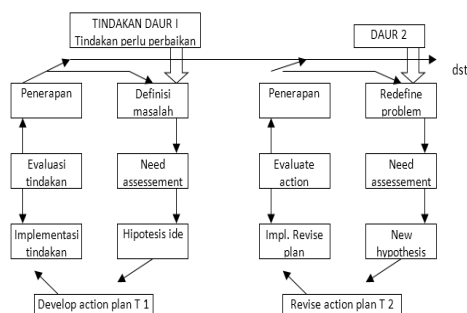 TINDAKAN DAUR I
Tindakan perlu perbaikan
DAUR 2
dst
Penerapan
Definisi
masalah
Penerapan
Redefine
problem
Evaluasi
tindakan
Need
assessement
Evaluate
action
Need
assessement
Implementasi
tindakan
Hipotesis ide
Impl. Revise
plan
New
hypothesis
Develop action plan T 1
Revise action plan T 2